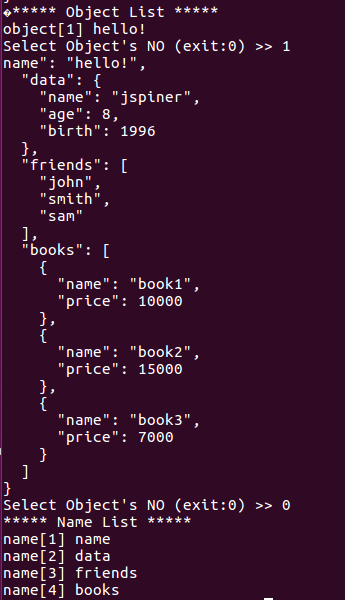 �***** Object List *****
object[1] hello!
Select Object's NO (exit:0) >> 1
name": "hello!",
  "data": {
    "name": "jspiner",
    "age": 8,
    "birth": 1996
  },
  "friends": [
    "john",
    "smith",
    "sam"
  ],
  "books": [
    {
      "name": "book1",
      "price": 10000
    },
    {
      "name": "book2",
      "price": 15000
    },
    {
      "name": "book3",
      "price": 7000
    }
  ]
}
Select Object's NO (exit:0) >> 0
***** Name List *****
name[1] name
name[2] data
name[3] friends
name[4] books